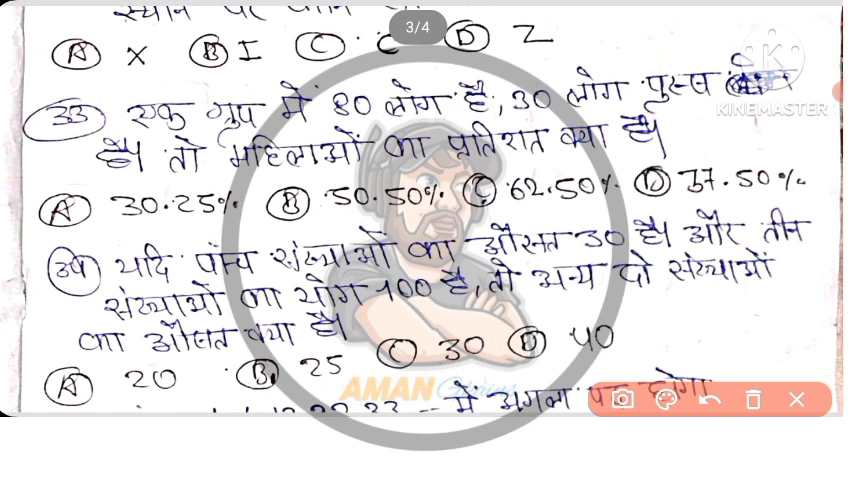 स्थान पर
3/4
(A) X (B) I (C) C (D) Z
KINEMASTER
(33) एक ग्रुप में 80 लोग है, 30 लोग पुरुष
है। तो महिलाओं का प्रतिशत क्या है।
(A) 30.25% (B) 50.50% (C) 62.50% (D) 37.50%
(34) यदि पांच संख्याओं का औसत 30 है। और तीन
संख्याओं का योग 100 है, तो अन्य दो संख्याओं
का औसत क्या है।
(A) 20 (B) 25 (C) 30 (D) 40
AMAN
में अगला पद होगा